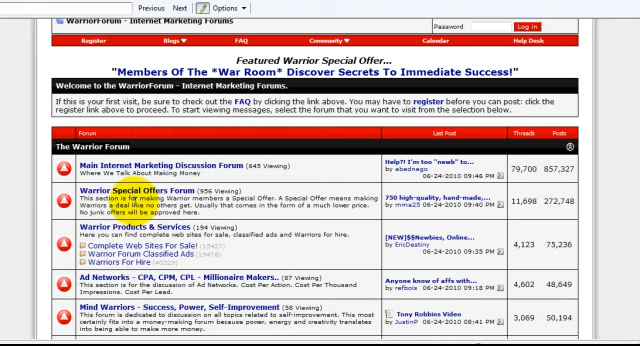 Previous Next Options
WarriorForum - Internet Marketing Forums
Password Log in
Register Blogs FAQ Community Calendar Help Desk
Featured Warrior Special Offer...
"Members Of The *War Room* Discover Secrets To Immediate Success!"
Welcome to the WarriorForum - Internet Marketing Forums.
If this is your first visit, be sure to check out the FAQ by clicking the link above. You may have to register before you can post: click the
register link above to proceed. To start viewing messages, select the forum that you want to visit from the selection below.
Forum Last Post Threads Posts
The Warrior Forum
Main Internet Marketing Discussion Forum (645 Viewing)
Where We Talk About Making Money
Help?! I'm too "newb" to...
by abednego
06-24-2010 09:46 PM
79,700 857,327
Warrior Special Offers Forum (956 Viewing)
This section is for making Warrior members a Special Offer. A Special Offer means making
Warriors a deal like no others get. Usually that comes in the form of a much lower price.
No junk offers will be approved here.
750 high-quality, hand-made,...
by mma25 06-24-2010 09:40 PM
11,698 272,748
Warrior Products & Services (194 Viewing)
Here you can find complete web sites for sale, classified ads and Warriors for hire.
Complete Web Sites For Sale! (15427)
Warrior Forum Classified Ads (19478)
Warriors For Hire (40329)
[NEW]$$Newbies, Online...
by EricDestiny
06-24-2010 09:35 PM
4,123 75,236
Ad Networks - CPA, CPM, CPL - Millionaire Makers.. (87 Viewing)
This section is for the discussion of Ad Networks. Cost Per Action. Cost Per Thousand
Impressions. Cost Per Lead.
Anyone know of affs with...
by refbois 06-24-2010 09:18 PM
4,602 48,649
Mind Warriors - Success, Power, Self-Improvement (58 Viewing)
This forum is dedicated to discussion on all topics related to self-improvement. This most
certainly fits into a money-making forum because power, energy and creativity translates
into being able to make more money.
Tony Robbins Video
by JustinP 06-24-2010 08:41 PM
3,069 50,194